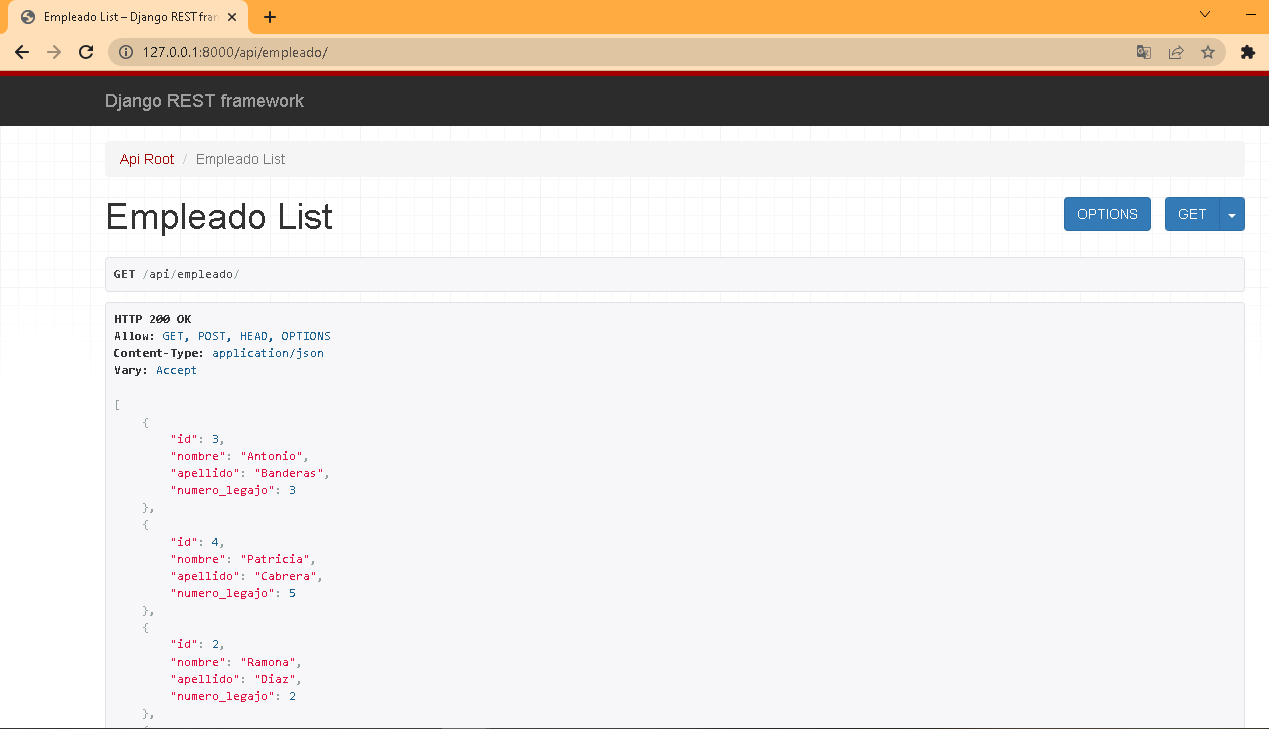 Empleado List – Django REST fran
127.0.0.1:8000/api/empleado/
Django REST framework
Api Root / Empleado List
Empleado List
OPTIONS
GET
GET /api/empleado/
HTTP 200 OK
Allow: GET, POST, HEAD, OPTIONS
Content-Type: application/json
Vary: Accept
[
{
"id": 3,
"nombre": "Antonio",
"apellido": "Banderas",
"numero_legajo": 3
},
{
"id": 4,
"nombre": "Patricia",
"apellido": "Cabrera",
"numero_legajo": 5
},
{
"id": 2,
"nombre": "Ramona",
"apellido": "Diaz",
"numero_legajo": 2
},